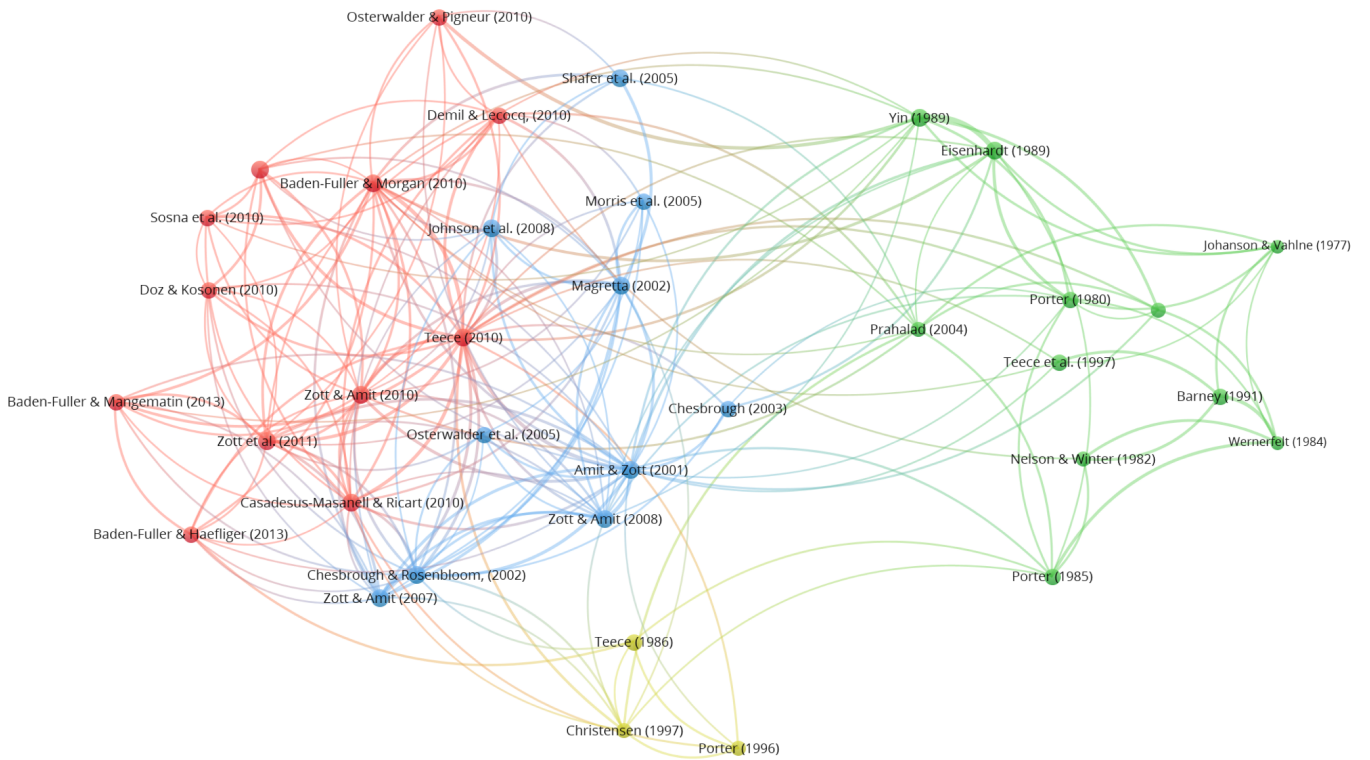 Osterwalder & Pigneur (2010)
Shafer et al. (2005)
Demil & Lecocq, (2010)
Yin (1989)
Eisenhardt (1989)
Baden-Fuller & Morgan (2010)
Morris et al. (2005)
Sosna et al. (2010)
Johnson et al. (2008)
Johanson & Vahlne (1977)
Magretta (2002)
Doz & Kosonen (2010)
Porter (1980)
Prahalad (2004)
Teece (2010)
Teece et al. (1997)
Zott & Amit (2010)
Barney (1991)
Baden-Fuller & Mangematin (2013)
Chesbrough (2003)
Osterwalder et al. (2005)
Zott et al. (2011)
Wernerfelt (1984)
Nelson & Winter (1982)
Amit & Zott (2001)
Casadesus-Masanell & Ricart (2010)
Zott & Amit (2008)
Baden-Fuller & Haefliger (2013)
Chesbrough & Rosenbloom, (2002)
Porter (1985)
Zott & Amit (2007)
Teece (1986)
Christensen (1997)
Porter (1996)